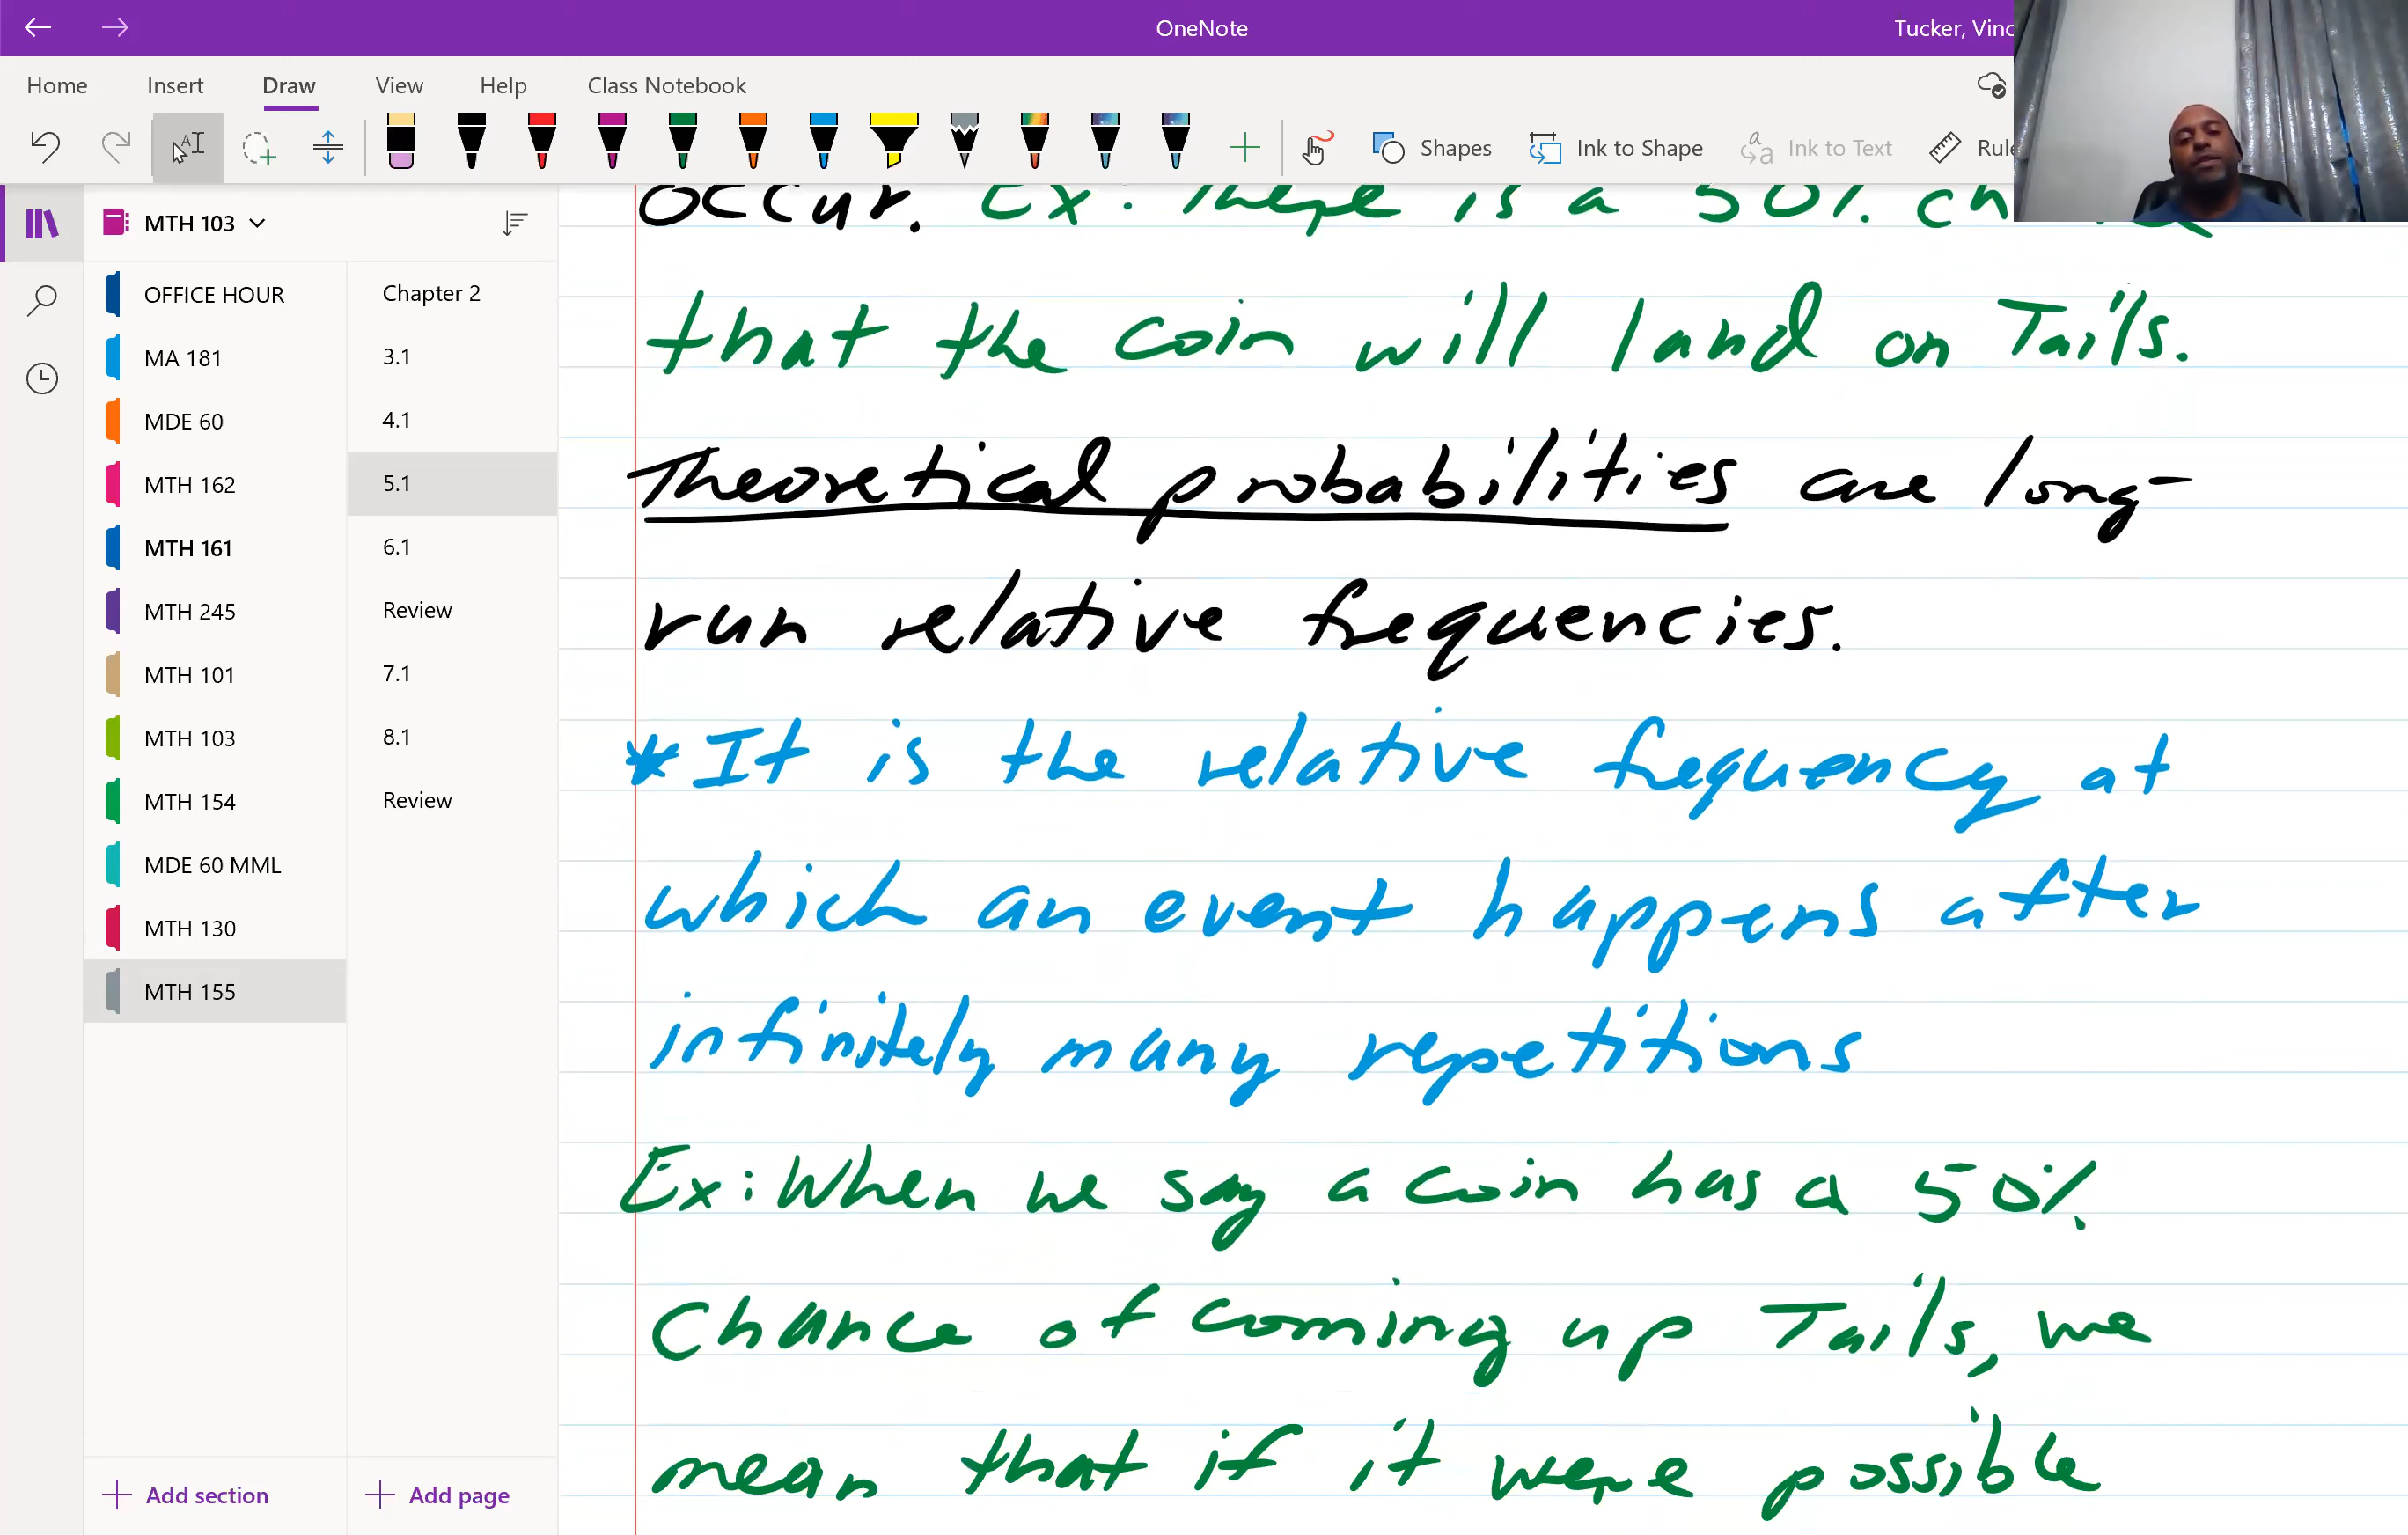 OneNote
Tucker, Vinc
Home Insert Draw View Help Class Notebook
Shapes Ink to Shape Ink to Text Rule
MTH 103
OFFICE HOUR
MA 181
MDE 60
MTH 162
MTH 161
MTH 245
MTH 101
MTH 103
MTH 154
MDE 60 MML
MTH 130
MTH 155
Add section
Chapter 2
3.1
4.1
5.1
6.1
Review
7.1
8.1
Review
Add page
occur. Ex: There is a 50% ch
that the coin will land on Tails.
Theoretical probabilities are long-
run relative frequencies.
* It is the relative frequency at
which an event happens after
infinitely many repetitions
Ex: When we say a coin has a 50%
chance of coming up Tails, we
mean that if it were possible